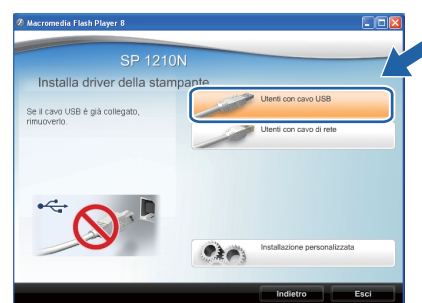 Macromedia Flash Player 8
SP 1210N
Installa driver della stampante
Se il cavo USB è già collegato,
rimuoverlo.
Utenti con cavo USB
Utenti con cavo di rete
Installazione personalizzata
Indietro
Esci